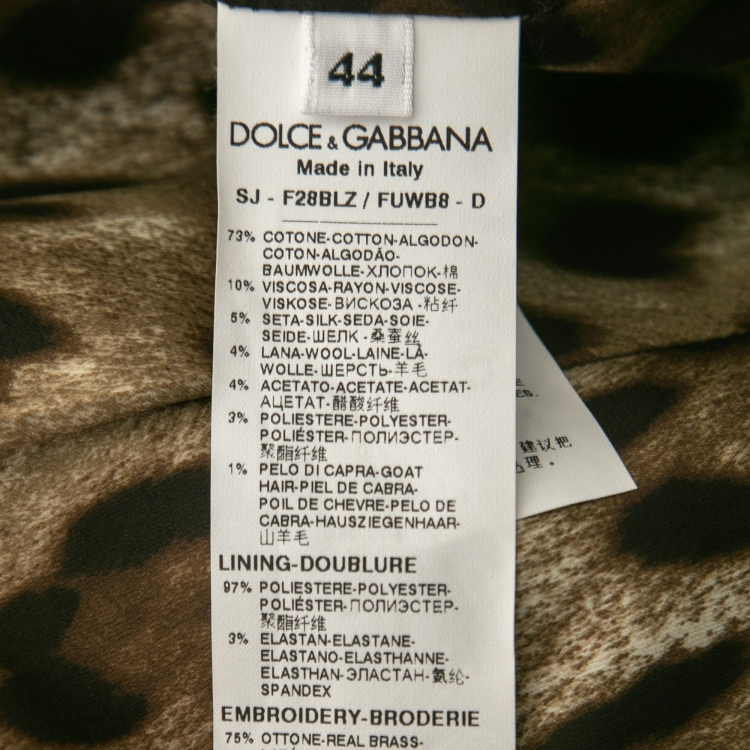 44
DOLCE & GABBANA
Made in Italy
SJ - F28BLZ / FUWB8 - D
73% COTONE-COTTON-ALGODON-
COTON-ALGODÃO-
BAUMWOLLE-ХЛОПОК-棉
10% VISCOSA-RAYON-VISCOSE-
VISKOSE-ВИСКОЗА-粘纤
5% SETA-SILK-SEDA-SOIE-
SEIDE-ШЕЛК-桑蚕丝
4% LANA-WOOL-LAINE-LÃ-
WOLLE-ШЕРСТЬ-羊毛
4% ACETATO-ACETATE-ACETAT-
АЦЕТАТ-醋酸纤维
3% POLIESTERE-POLYESTER-
POLIÉSTER-ПОЛИЭСТЕР-
聚酯纤维
1% PELO DI CAPRA-GOAT
HAIR-PIEL DE CABRA-
POIL DE CHEVRE-PELO DE
CABRA-HAUSZIEGENHAAR-
山羊毛
LINING-DOUBLURE
97% POLIESTERE-POLYESTER-
POLIÉSTER-ПОЛИЭСТЕР-
聚酯纤维
3% ELASTAN-ELASTANE-
ELASTANO-ELASTHANNE-
ELASTHAN-ЭЛАСТАН-氨纶-
SPANDEX
EMBROIDERY-BRODERIE
75% OTTONE-REAL BRASS-
ES.
建议把
理。